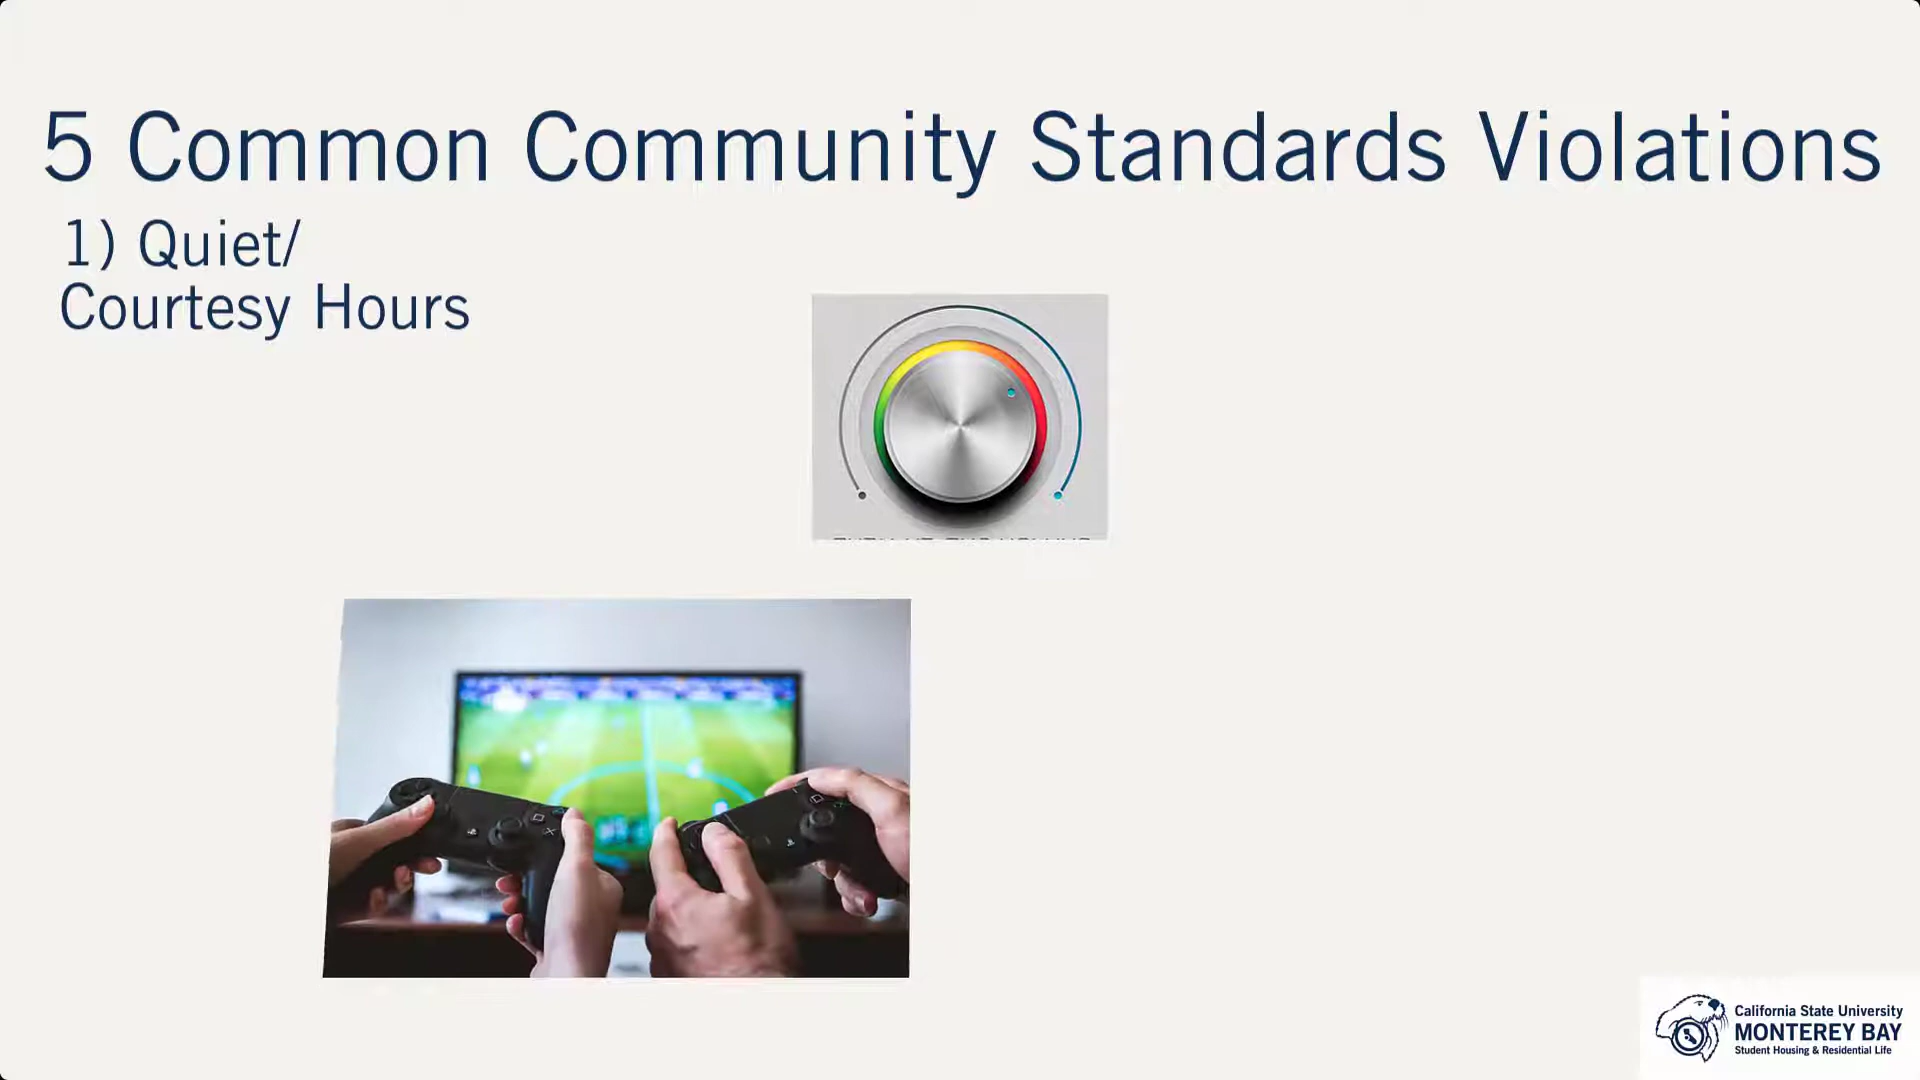 5 Common Community Standards Violations
1) Quiet/
Courtesy Hours
California State University
MONTEREY BAY
Student Housing & Residential Life